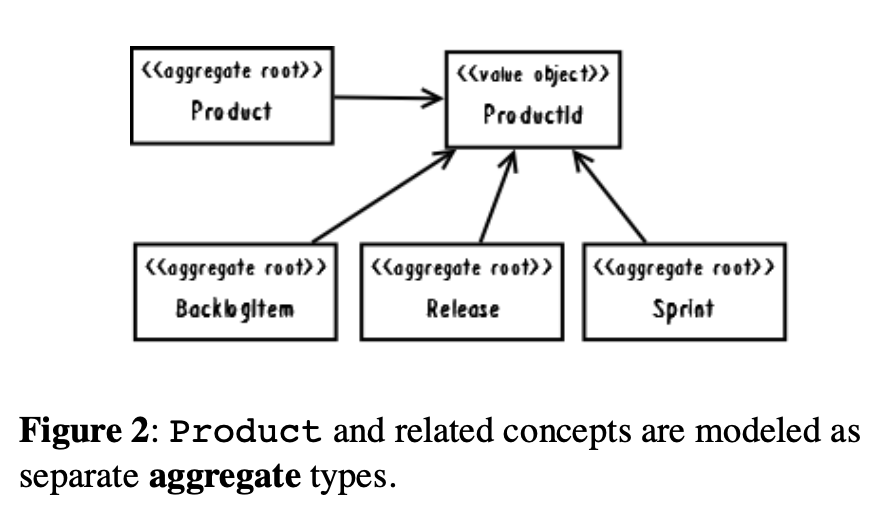 <<aggregate root>>
Product
<<value object>>
ProductId
<<aggregate root>>
BacklogItem
<<aggregate root>>
Release
<<aggregate root>>
Sprint
Figure 2: Product and related concepts are modeled as
separate aggregate types.